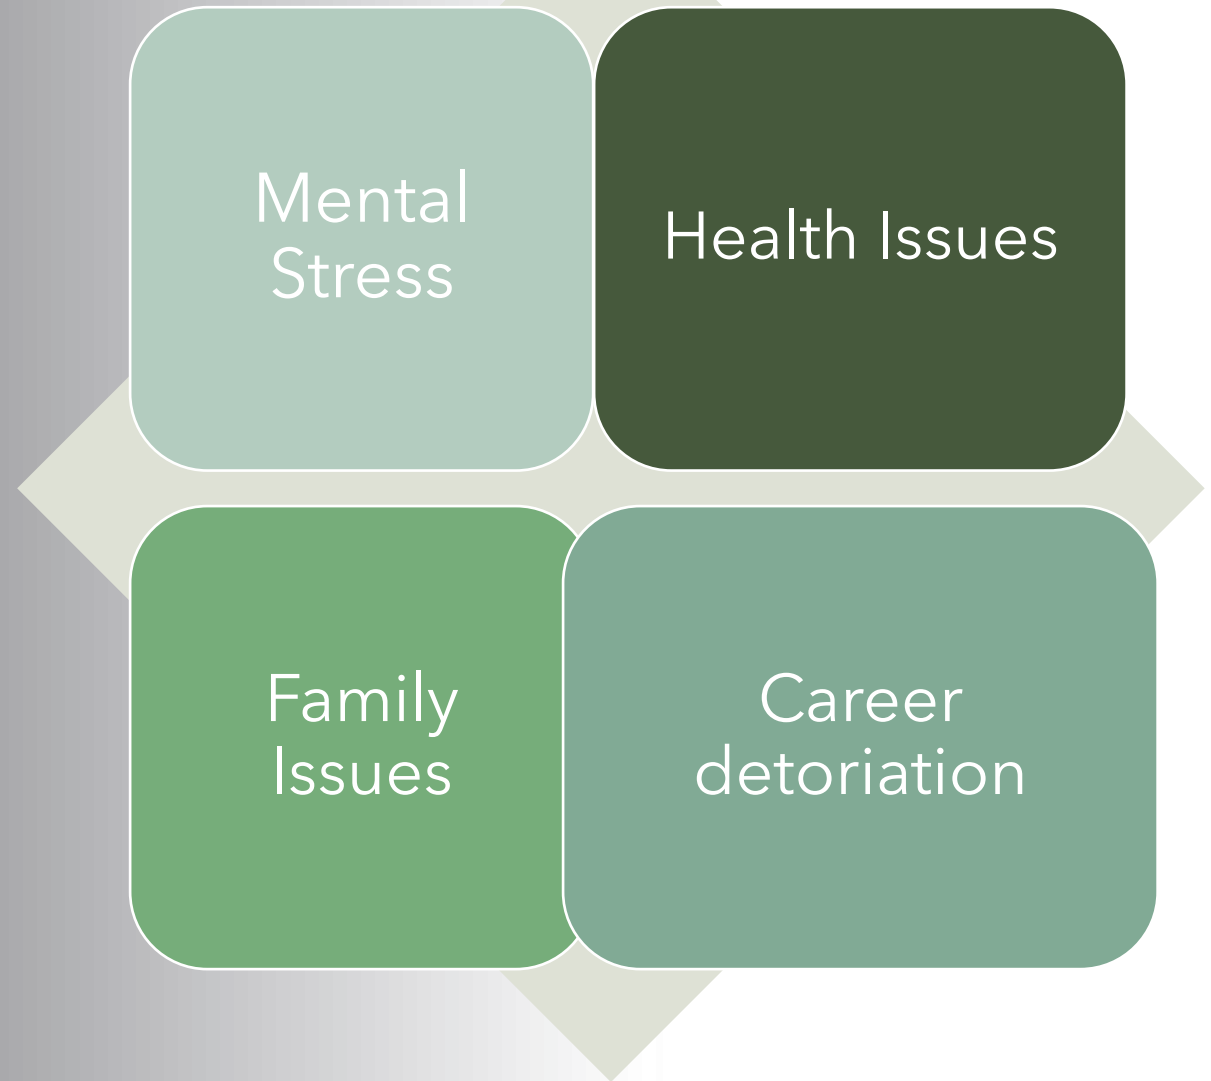 Mental
Stress
Health Issues
Family
Issues
Career
detoriation